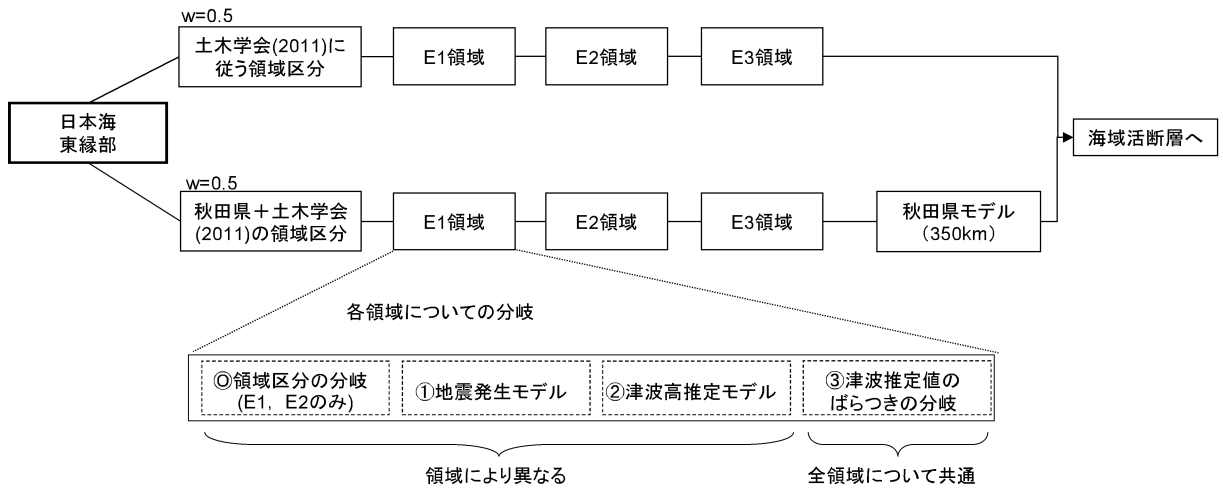 w=0.5
土木学会(2011)に
従う領域区分
E1領域
E2領域
E3領域
日本海
東縁部
海域活断層へ
w=0.5
秋田県＋土木学会
(2011)の領域区分
E1領域
E2領域
E3領域
秋田県モデル
（350km）
各領域についての分岐
⓪領域区分の分岐
(E1，E2のみ)
①地震発生モデル
②津波高推定モデル
③津波推定値の
ばらつきの分岐
領域により異なる
全領域について共通